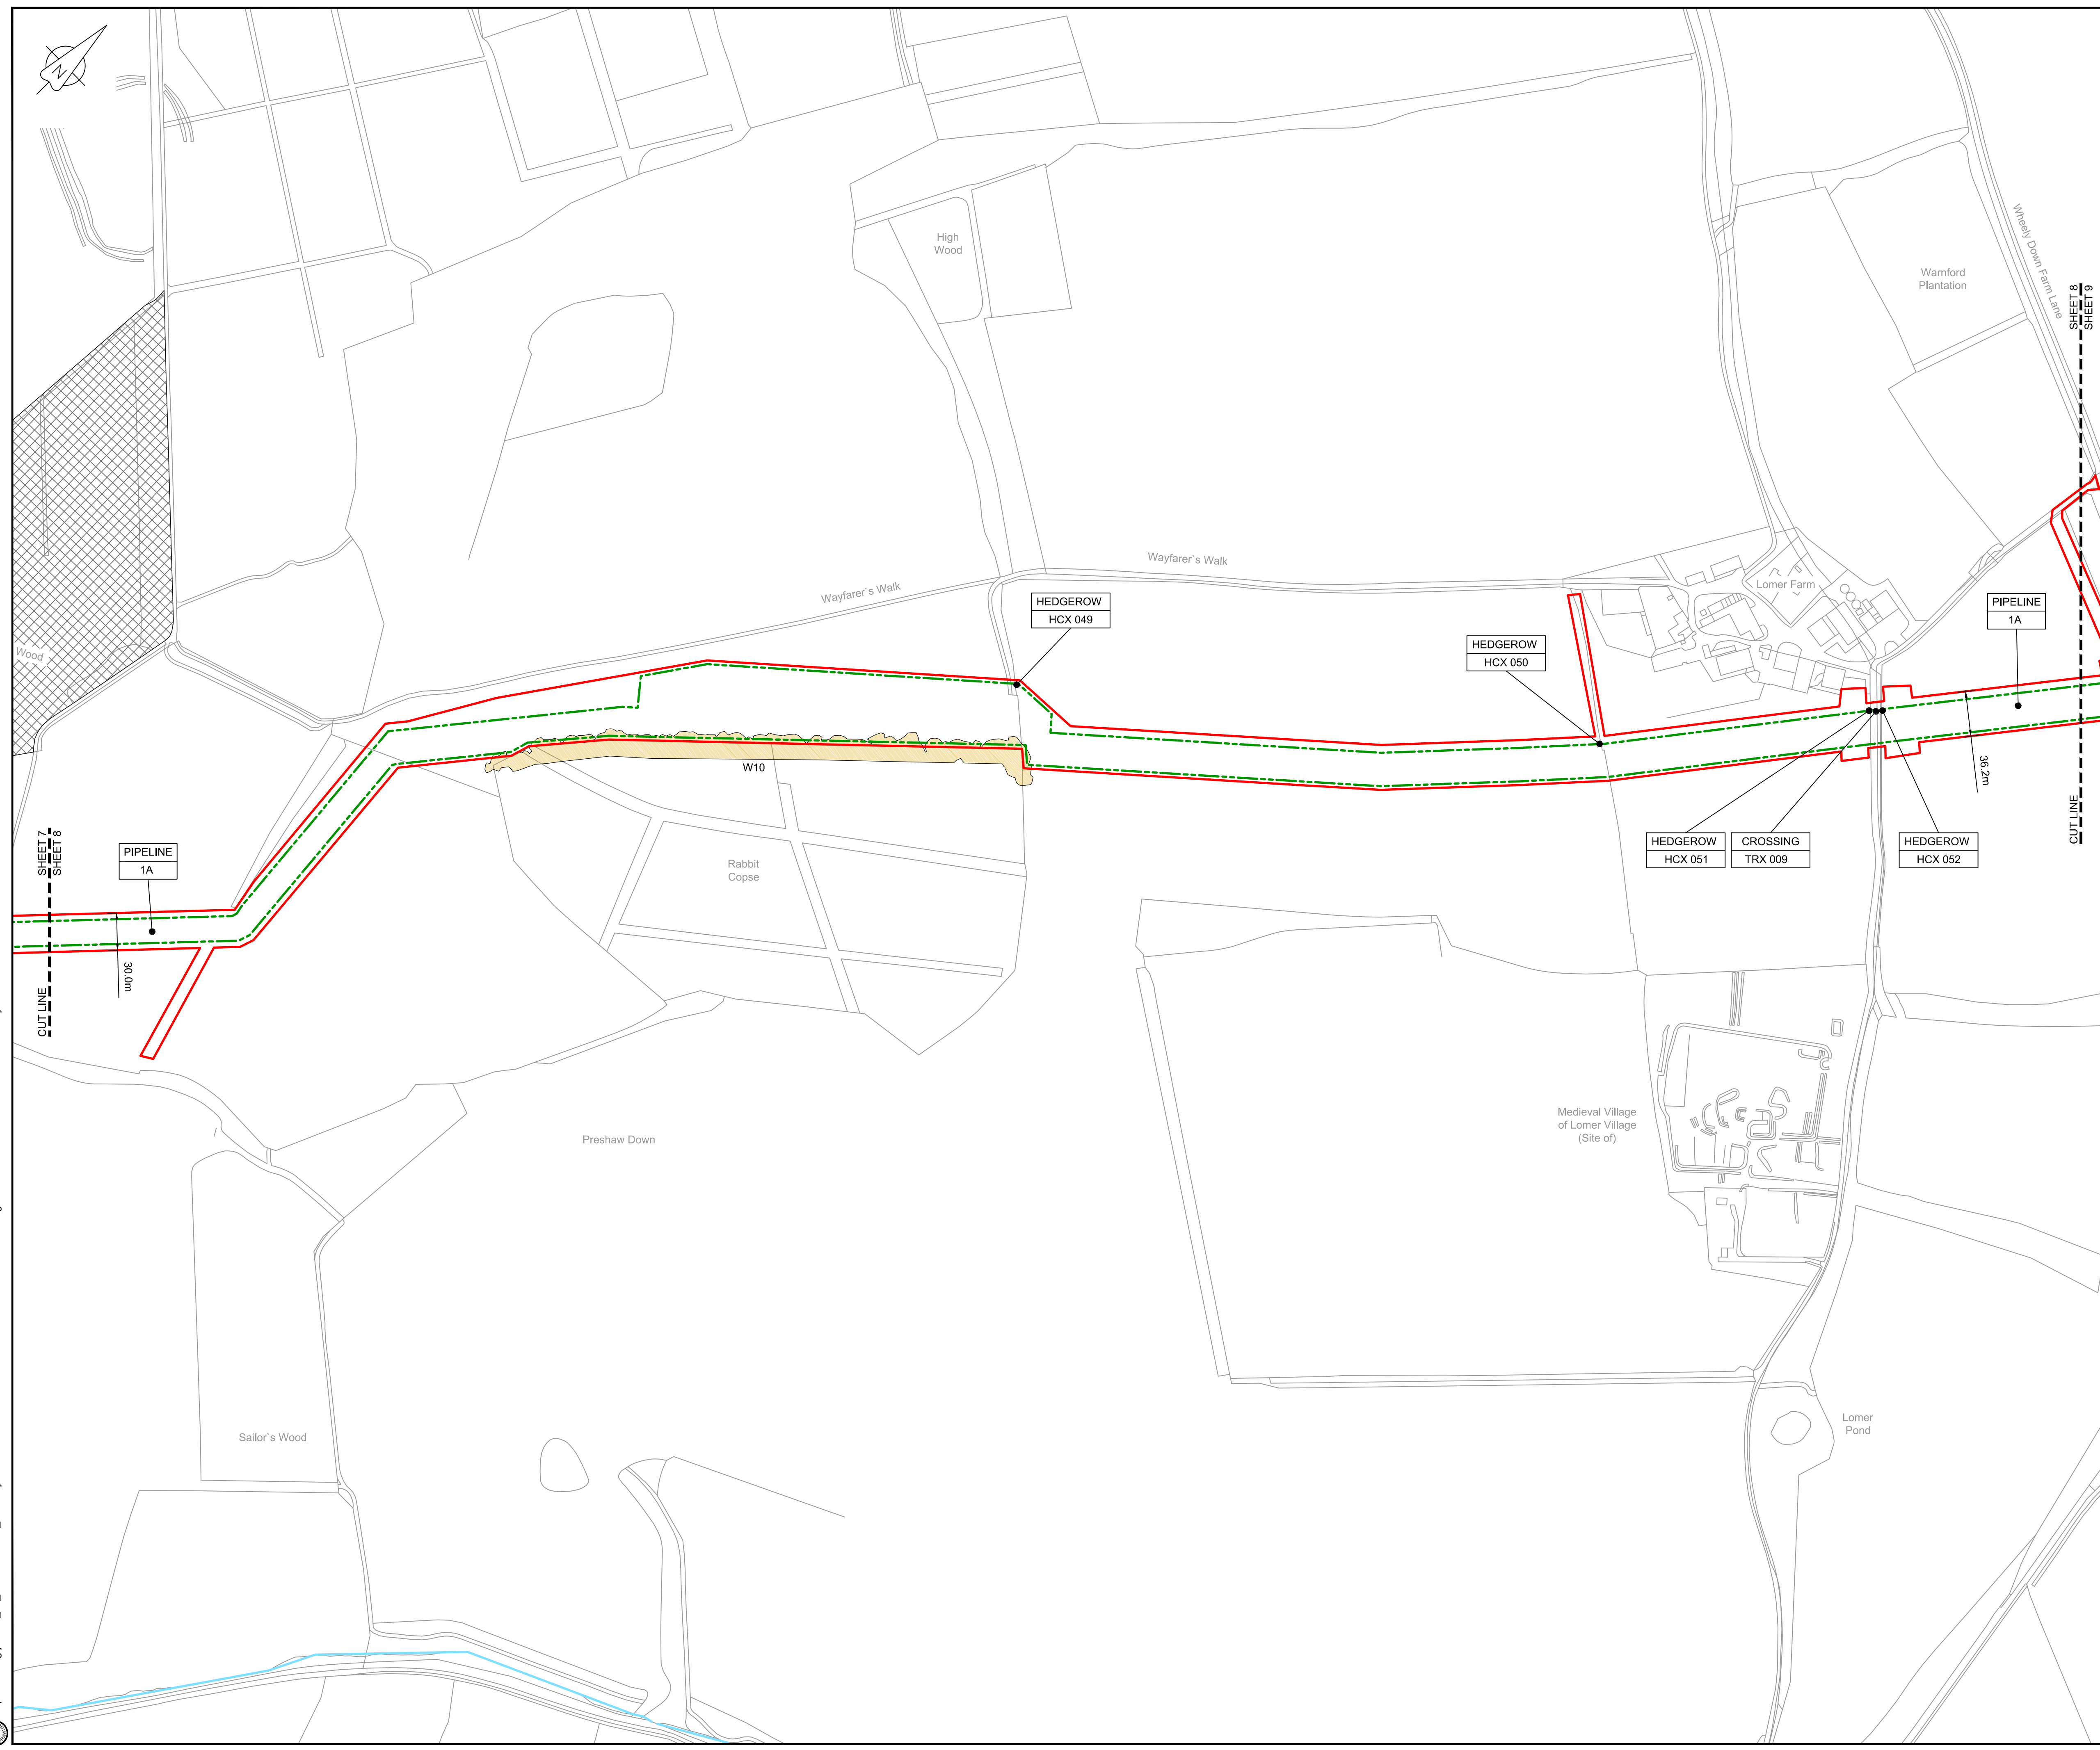 N
High
Wood
Warnford
Plantation
Wheely Down Farm Lane
SHEET 8
SHEET 9
Wayfarer`s Walk
Wayfarer`s Walk
Lomer Farm
HEDGEROW
HCX 049
PIPELINE
1A
HEDGEROW
HCX 050
Wood
W10
36.2m
CUT LINE
SHEET 7
SHEET 8
PIPELINE
1A
HEDGEROW
HCX 051
CROSSING
TRX 009
HEDGEROW
HCX 052
Rabbit
Copse
30.0m
CUT LINE
Preshaw Down
Medieval Village
of Lomer Village
(Site of)
Sailor`s Wood
Lomer
Pond